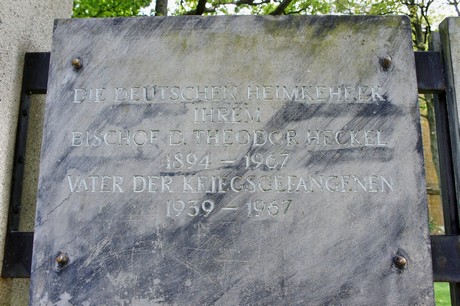 DIE DEUTSCHEN HEIMKEHRER
IHREM
BISCHOF D. THEODOR HECKEL
1894 – 1967
VATER DER KRIEGSGEFANGENEN
1939 – 1967